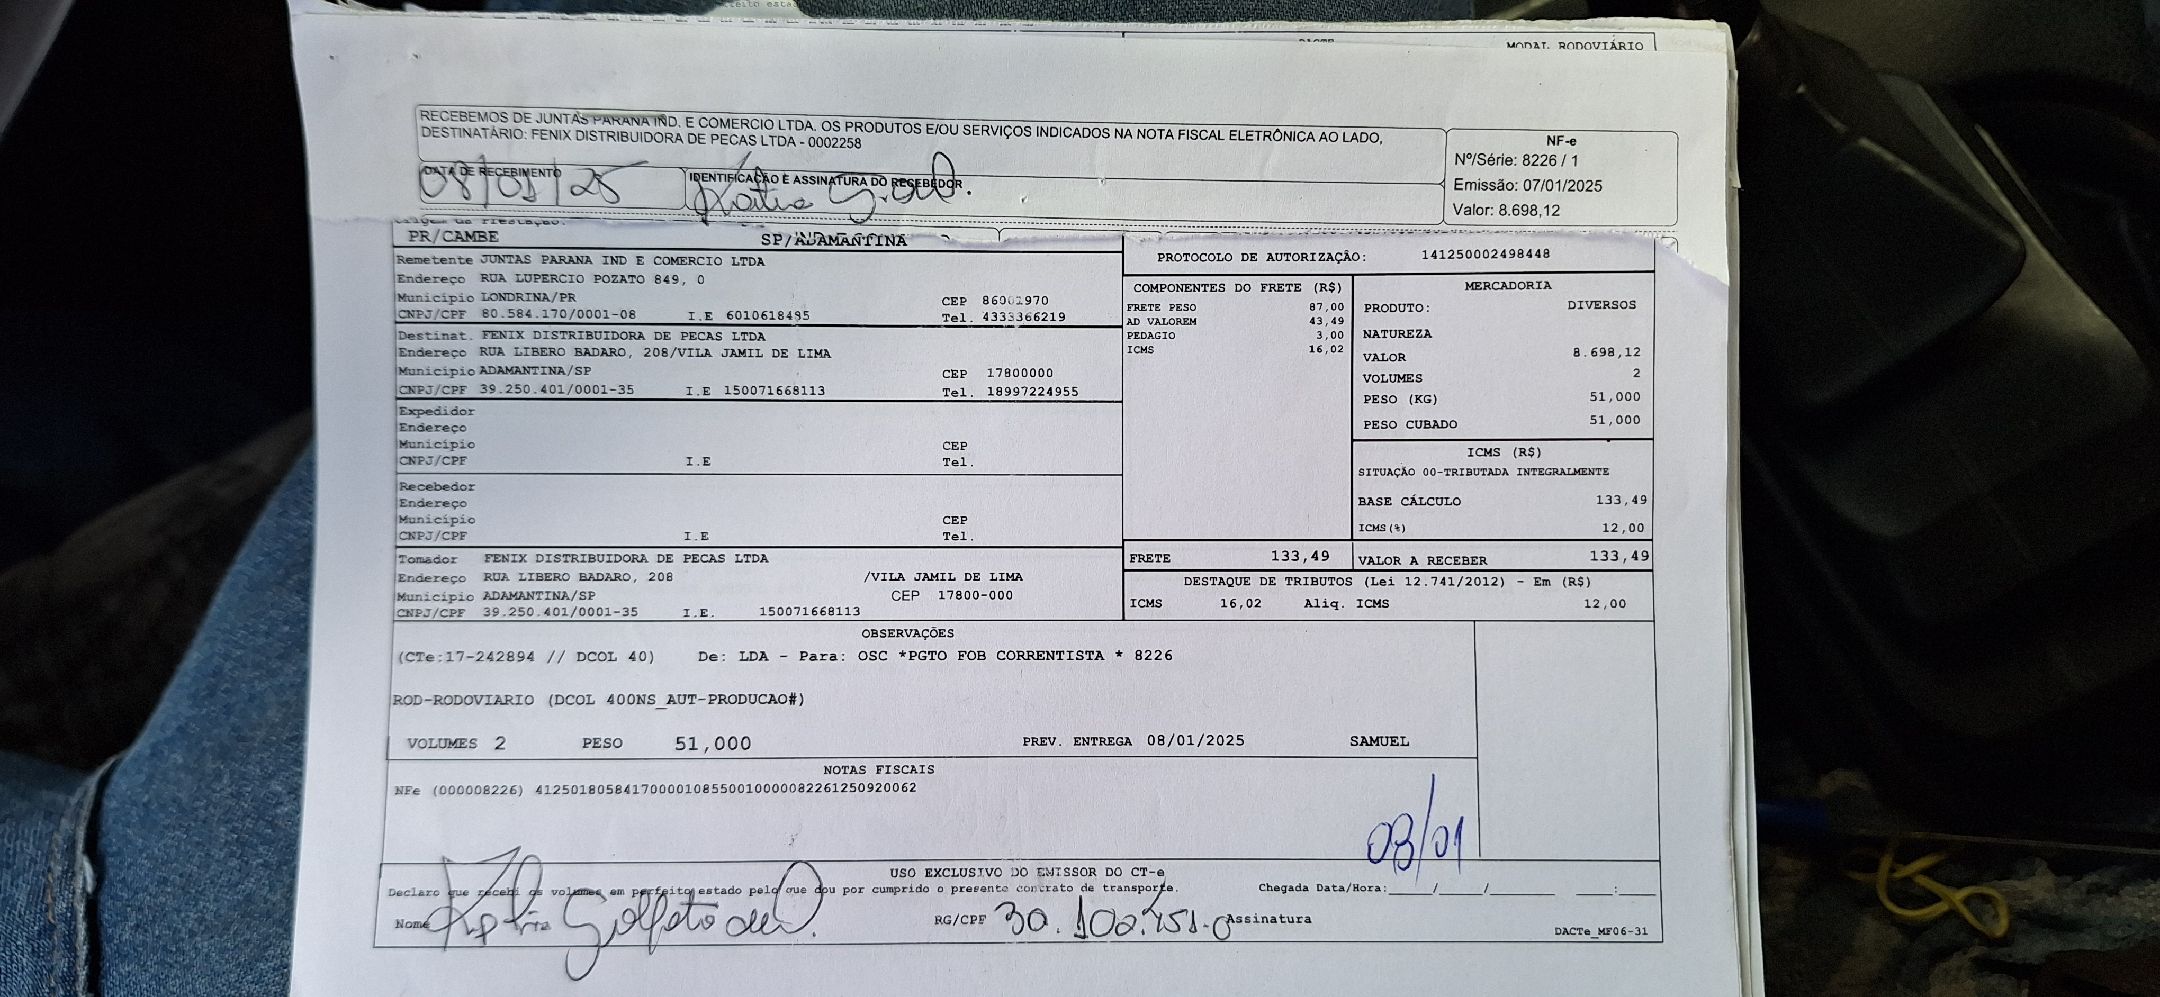 MODAL RODOVIÁRIO
RECEBEMOS DE JUNTAS PARANA IND. E COMERCIO LTDA. OS PRODUTOS E/OU SERVIÇOS INDICADOS NA NOTA FISCAL ELETRÔNICA AO LADO,
DESTINATÁRIO: FENIX DISTRIBUIDORA DE PECAS LTDA - 0002258
DATA DE RECEBIMENTO
08/01/25
IDENTIFICAÇÃO E ASSINATURA DO RECEBEDOR
Katia
NF-e
Nº/Série: 8226 / 1
Emissão: 07/01/2025
Valor: 8.698,12
PR/CAMBE SP/ADAMANTINA
Remetente JUNTAS PARANA IND E COMERCIO LTDA
Endereço RUA LUPERCIO POZATO 849, 0
Município LONDRINA/PR CEP 86001970
CNPJ/CPF 80.584.170/0001-08 I.E 6010618495 Tel. 4333366219
Destinat. FENIX DISTRIBUIDORA DE PECAS LTDA
Endereço RUA LIBERO BADARO, 208/VILA JAMIL DE LIMA
Município ADAMANTINA/SP CEP 17800000
CNPJ/CPF 39.250.401/0001-35 I.E 150071668113 Tel. 18997224955
Expedidor
Endereço
Município CEP
CNPJ/CPF I.E Tel.
Recebedor
Endereço
Município CEP
CNPJ/CPF I.E Tel.
Tomador FENIX DISTRIBUIDORA DE PECAS LTDA
Endereço RUA LIBERO BADARO, 208 /VILA JAMIL DE LIMA
Município ADAMANTINA/SP CEP 17800-000
CNPJ/CPF 39.250.401/0001-35 I.E. 150071668113
PROTOCOLO DE AUTORIZAÇÃO: 141250002498448
COMPONENTES DO FRETE (R$)
FRETE PESO 87,00
AD VALOREM 43,49
PEDAGIO 3,00
ICMS 16,02
MERCADORIA
PRODUTO: DIVERSOS
NATUREZA
VALOR 8.698,12
VOLUMES 2
PESO (KG) 51,000
PESO CUBADO 51,000
ICMS (R$)
SITUAÇÃO 00-TRIBUTADA INTEGRALMENTE
BASE CÁLCULO 133,49
ICMS(%) 12,00
FRETE 133,49
VALOR A RECEBER 133,49
DESTAQUE DE TRIBUTOS (Lei 12.741/2012) - Em (R$)
ICMS 16,02 Aliq. ICMS 12,00
OBSERVAÇÕES
(CTe:17-242894 // DCOL 40) De: LDA - Para: OSC *PGTO FOB CORRENTISTA * 8226
ROD-RODOVIARIO (DCOL 400NS_AUT-PRODUCAO#)
VOLUMES 2 PESO 51,000 PREV. ENTREGA 08/01/2025 SAMUEL
NOTAS FISCAIS
NFe (000008226) 41250180584170000108550010000082261250920062
08/01
USO EXCLUSIVO DO EMISSOR DO CT-e
Declaro que recebi os volumes em perfeito estado pelo que dou por cumprido o presente contrato de transporte. Chegada Data/Hora:____/____/______ ____:____
Nome Katia RG/CPF Assinatura
DACTe_MF06-31